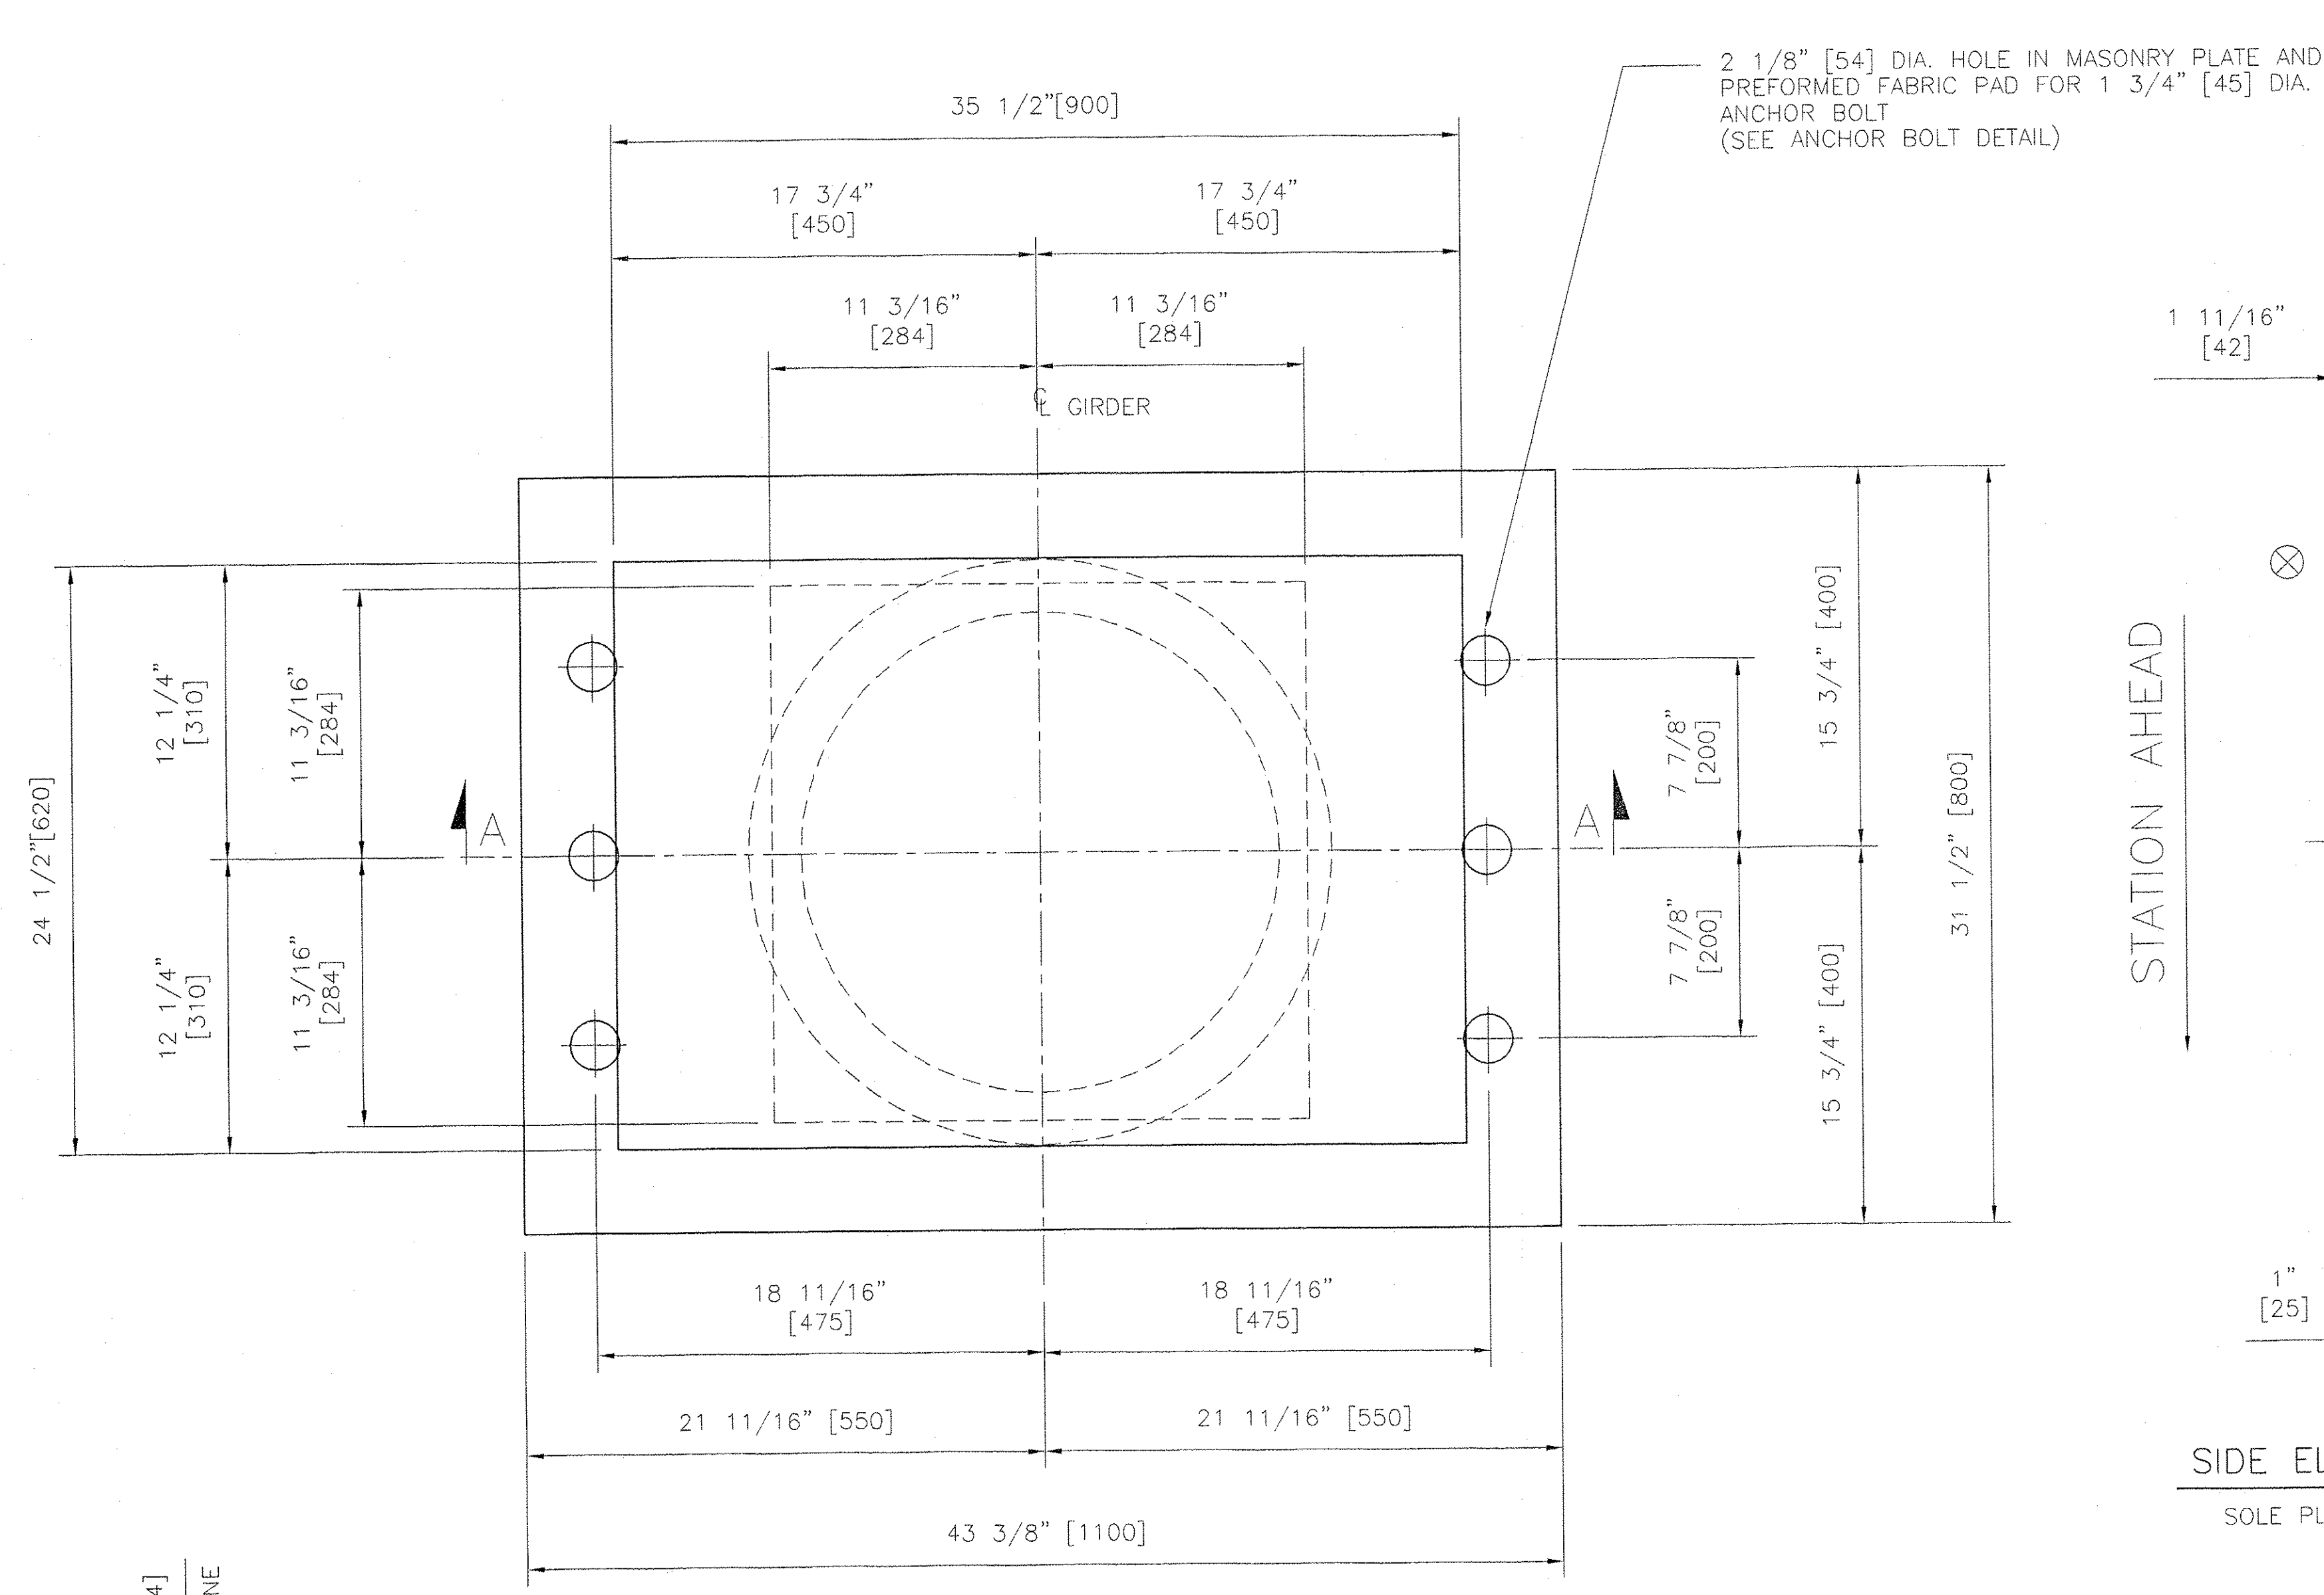 2 1/8" [54] DIA. HOLE IN MASONRY PLATE AND
PREFORMED FABRIC PAD FOR 1 3/4" [45] DIA.
ANCHOR BOLT
(SEE ANCHOR BOLT DETAIL)
35 1/2"[900]
17 3/4"
[450]
17 3/4"
[450]
11 3/16"
[284]
11 3/16"
[284]
℄ GIRDER
1 11/16"
[42]
24 1/2"[620]
12 1/4"
[310]
12 1/4"
[310]
11 3/16"
[284]
11 3/16"
[284]
A
A
7 7/8"
[200]
7 7/8"
[200]
15 3/4" [400]
15 3/4" [400]
31 1/2" [800]
STATION AHEAD
1"
[25]
18 11/16"
[475]
18 11/16"
[475]
21 11/16" [550]
21 11/16" [550]
43 3/8" [1100]
SIDE EL
SOLE PL
4]
NE